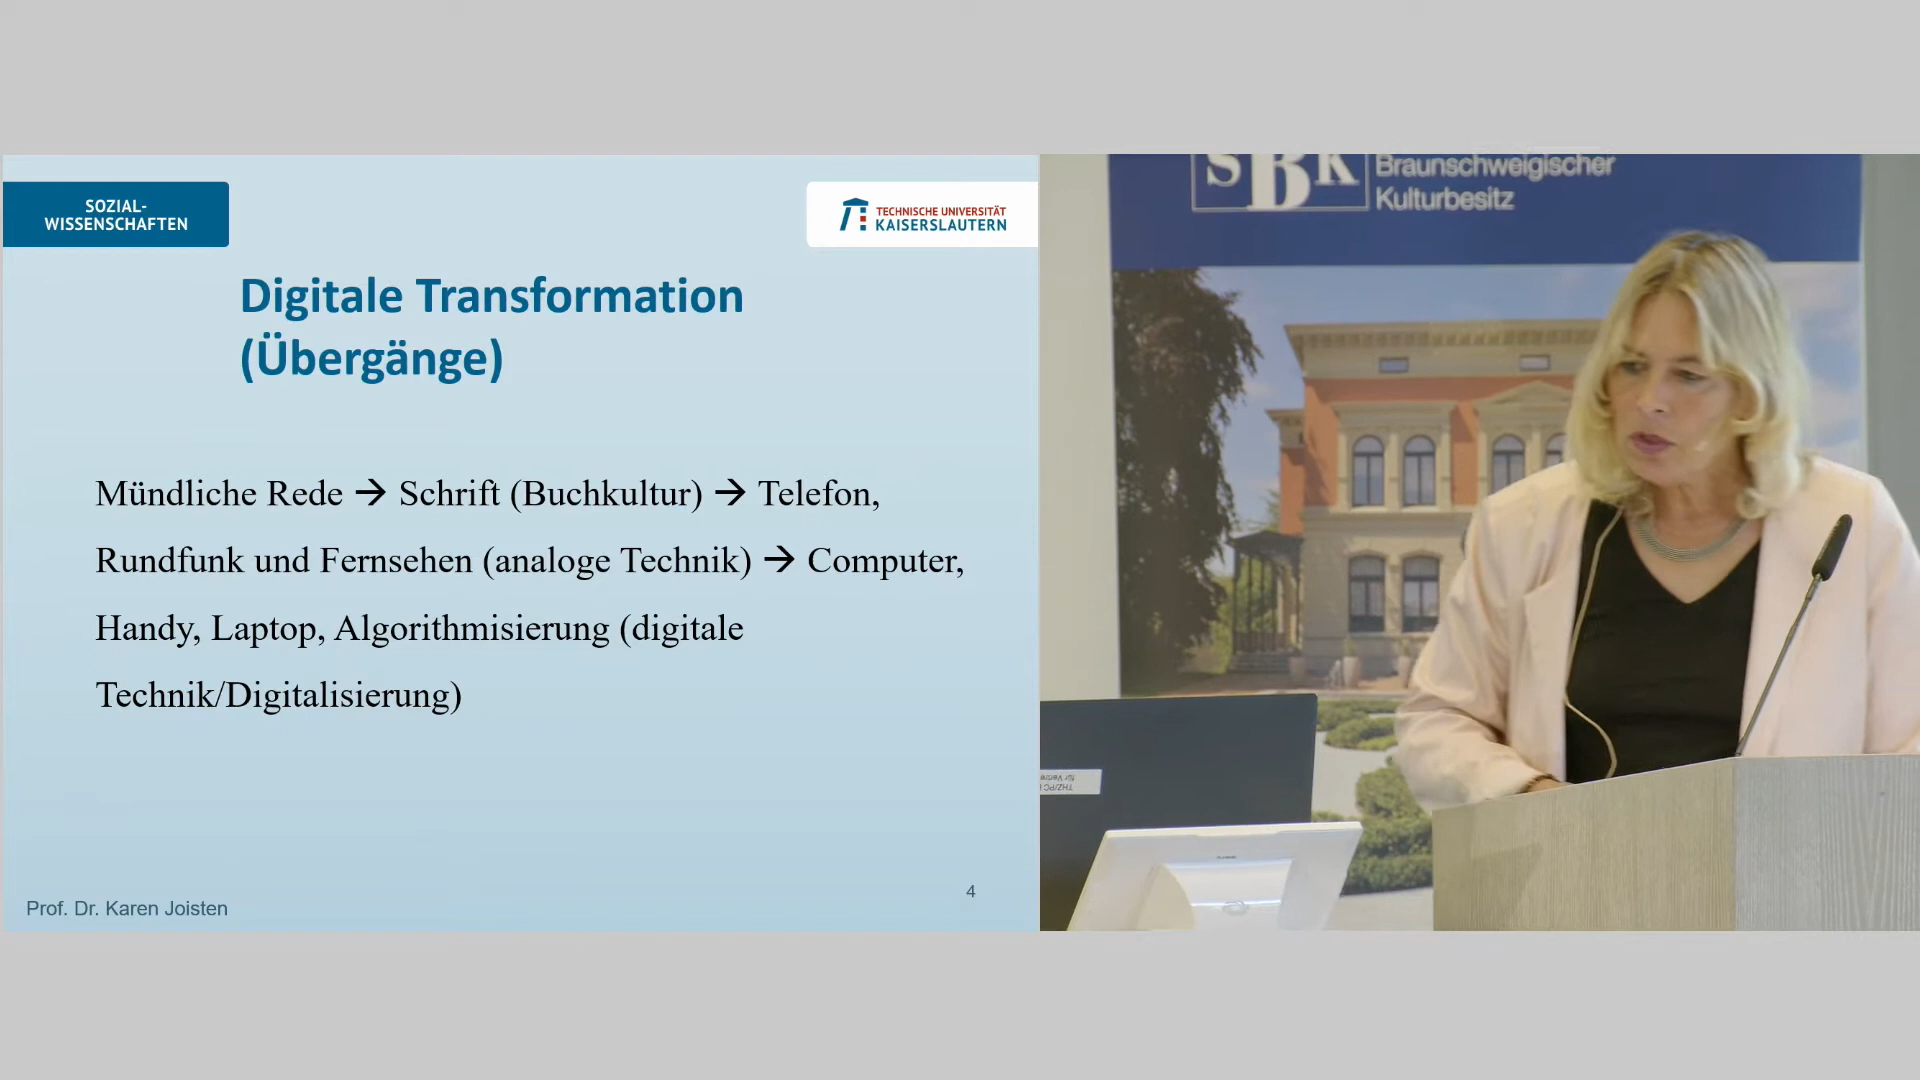 SOZIAL-
WISSENSCHAFTEN
TECHNISCHE UNIVERSITÄT
KAISERSLAUTERN
Digitale Transformation
(Übergänge)
Mündliche Rede → Schrift (Buchkultur) → Telefon,
Rundfunk und Fernsehen (analoge Technik) → Computer,
Handy, Laptop, Algorithmisierung (digitale
Technik/Digitalisierung)
4
Prof. Dr. Karen Joisten
SBK
Braunschweigischer
Kulturbesitz